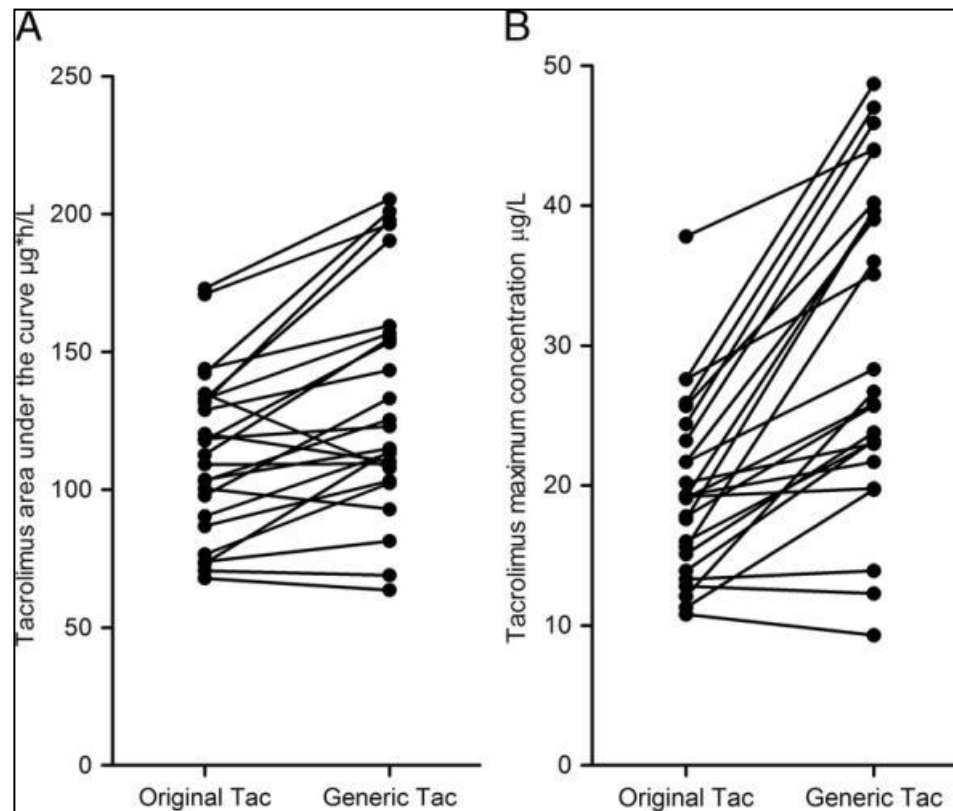 A
Tacrolimus area under the curve µg*h/L
250
200
150
100
50
0
Original Tac
Generic Tac
B
Tacrolimus maximum concentration µg/L
50
40
30
20
10
0
Original Tac
Generic Tac